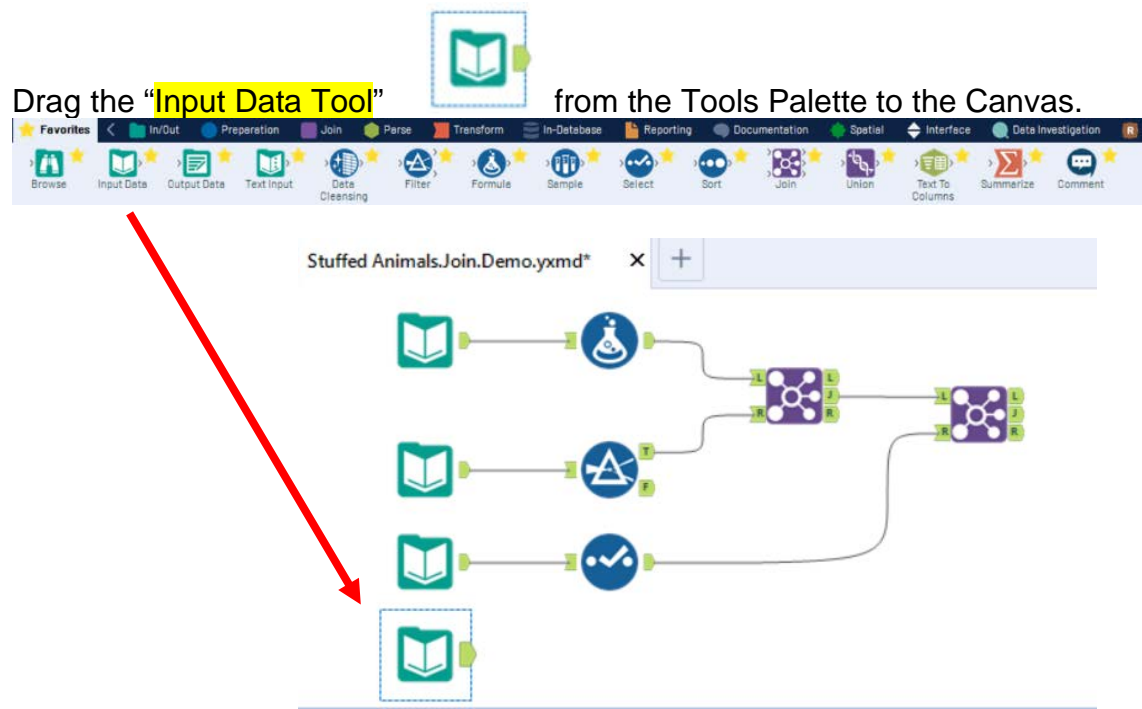 Drag the “Input Data Tool” from the Tools Palette to the Canvas.
Favorites In/Out Preparation Join Parse Transform In-Database Reporting Documentation Spatial Interface Data Investigation R
Browse Input Data Output Data Text Input Data Cleansing Filter Formula Sample Select Sort Join Union Text To Columns Summarize Comment
Stuffed Animals.Join.Demo.yxmd* X +
L L
J L L
R R J
T R R
F